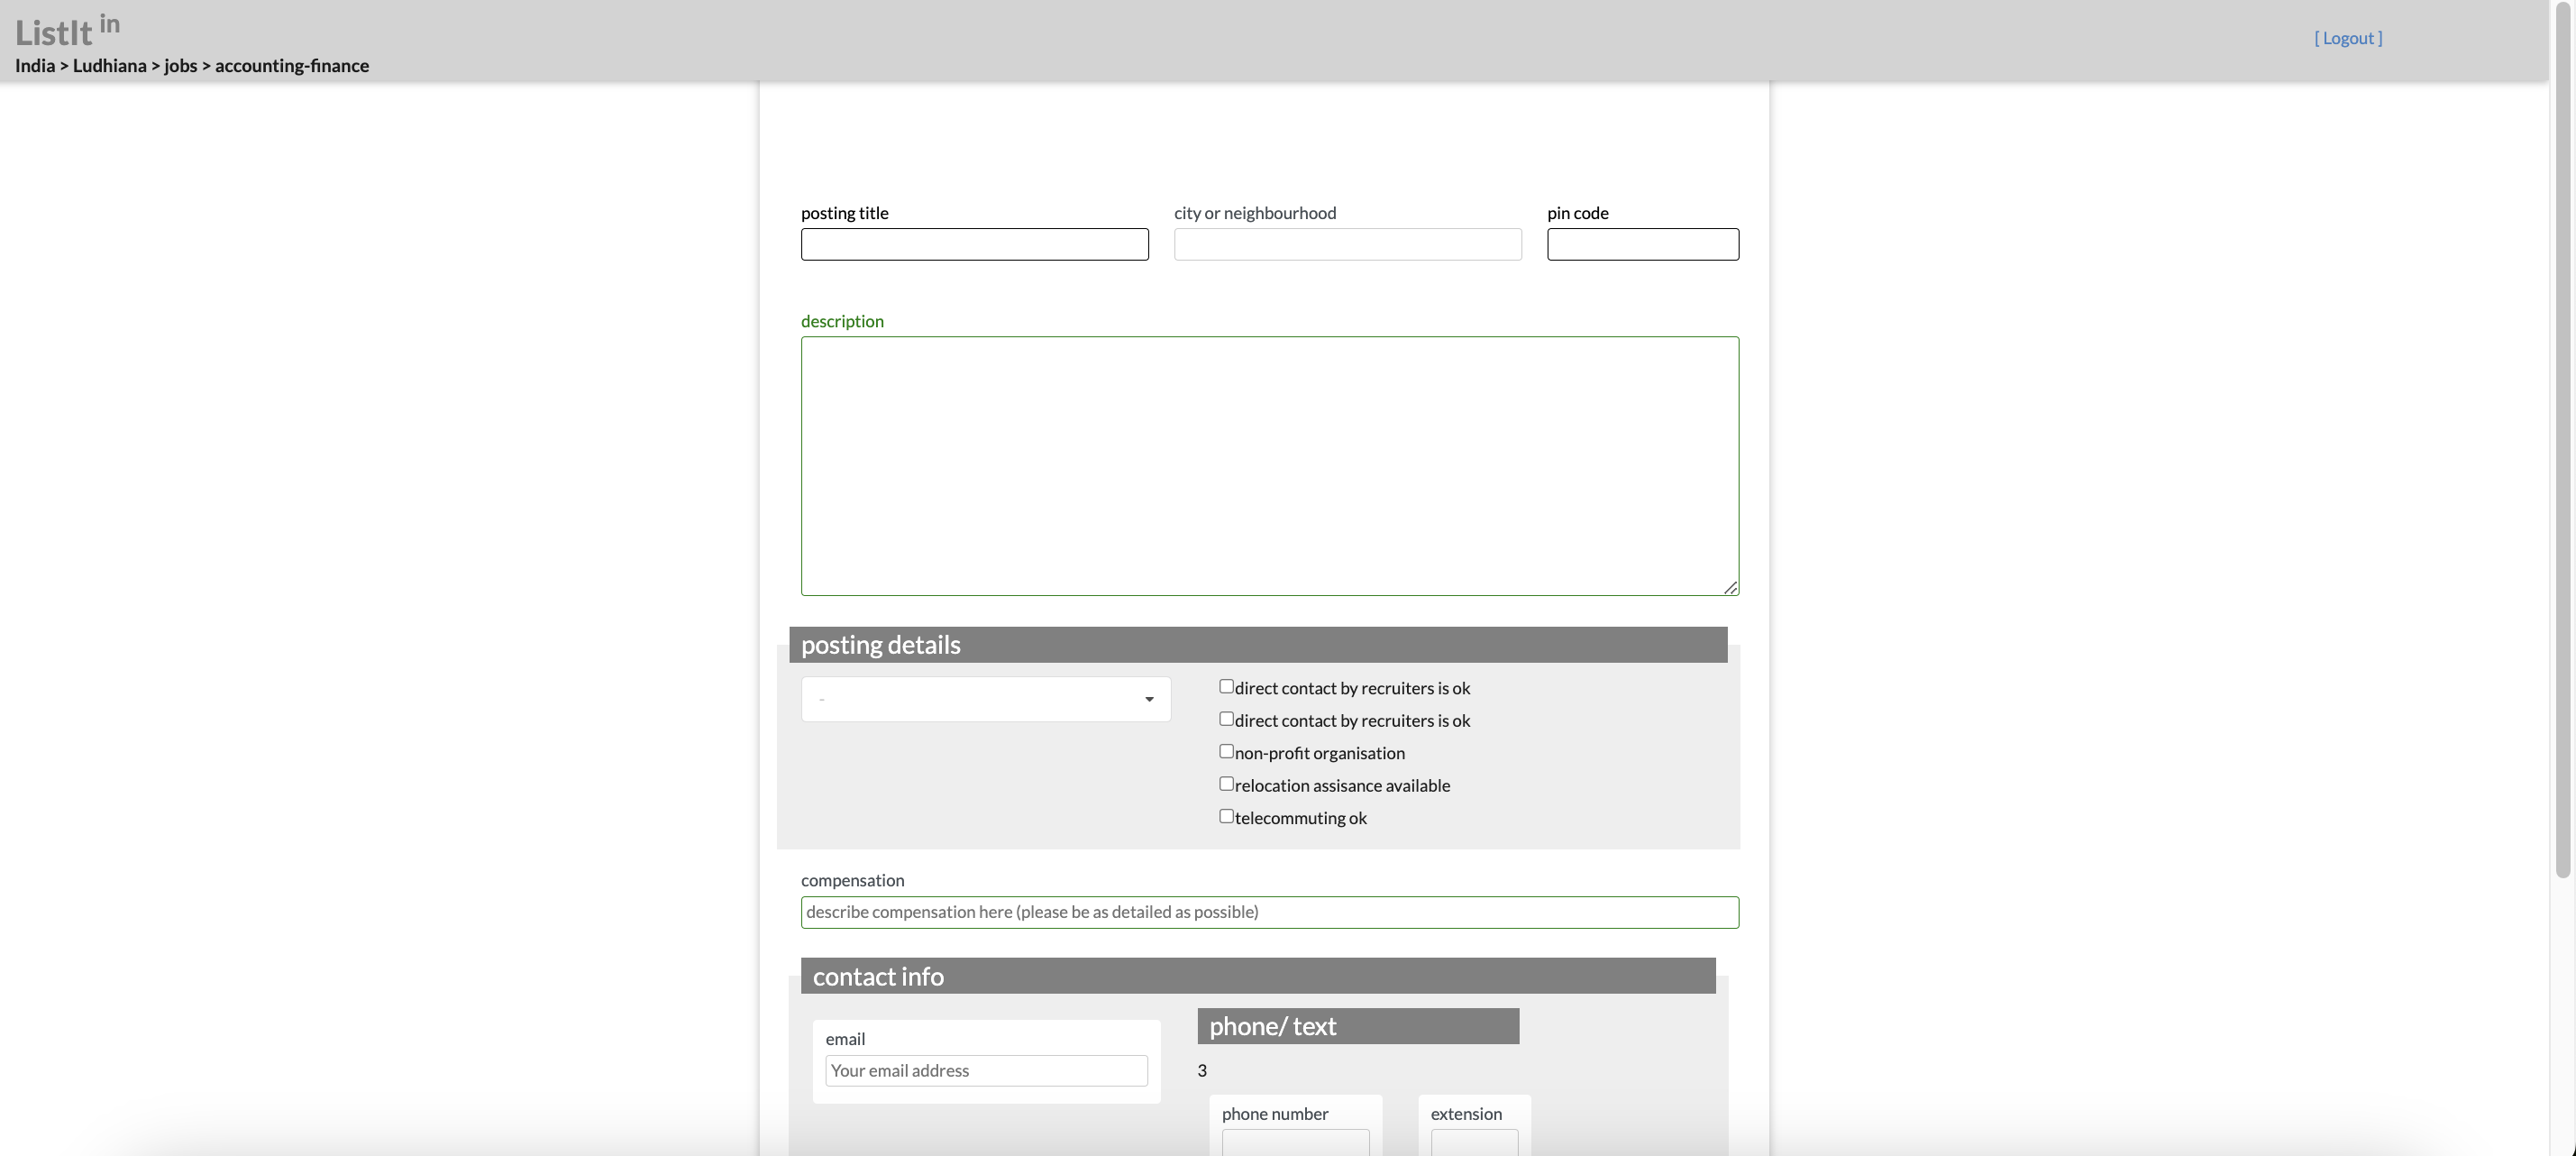 ListIt in
[ Logout ]
India > Ludhiana > jobs > accounting-finance
posting title
city or neighbourhood
pin code
description
posting details
-
direct contact by recruiters is ok
direct contact by recruiters is ok
non-profit organisation
relocation assisance available
telecommuting ok
compensation
describe compensation here (please be as detailed as possible)
contact info
email
Your email address
phone/ text
3
phone number
extension